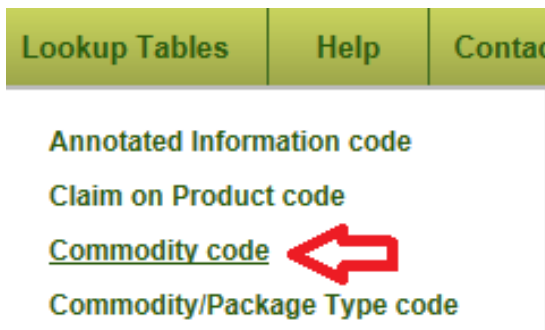 Lookup Tables Help
Annotated Information code
Claim on Product code
Commodity code
Commodity/Package Type code